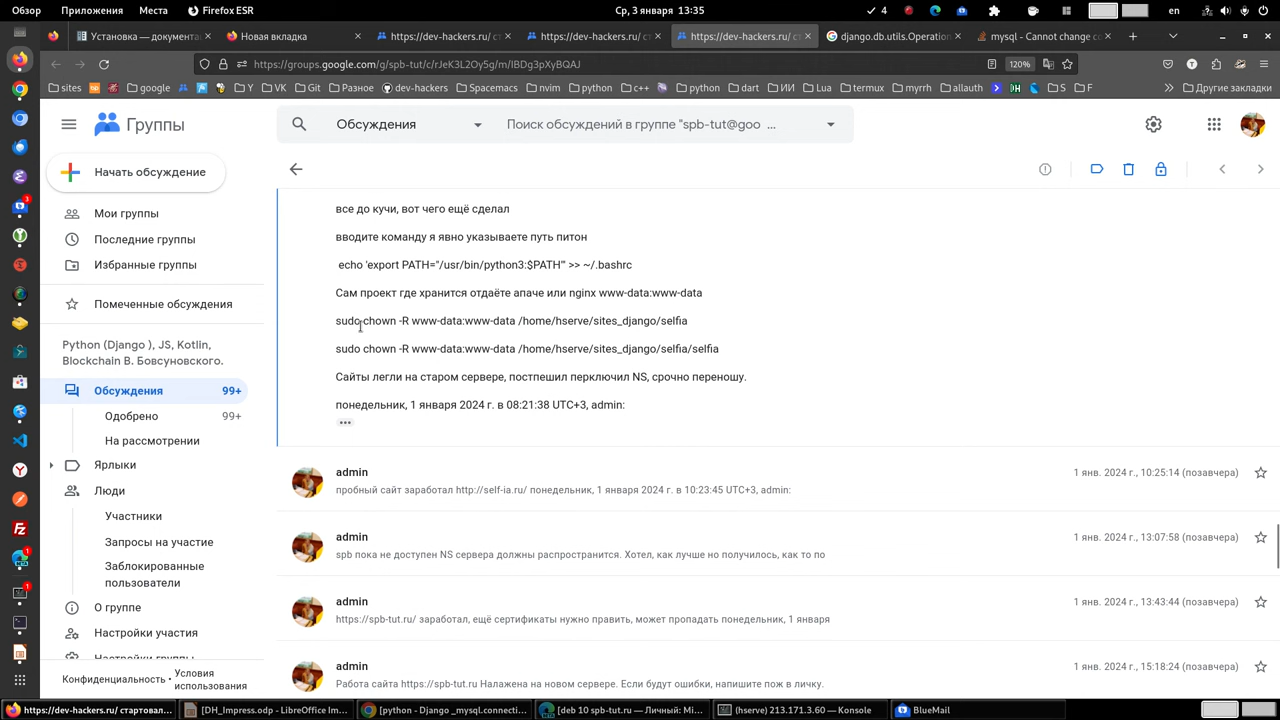 Обзор Приложения Места Firefox ESR Ср, 3 января 13:35 4 en
Установка — документа Новая вкладка https://dev-hackers.ru/ ст https://dev-hackers.ru/ ст https://dev-hackers.ru/ ст django.db.utils.Operation mysql - Cannot change co
https://groups.google.com/g/spb-tut/c/rJeK3L2Oy5g/m/IBDg3pXyBQAJ 120%
sites google Y VK Git Разное dev-hackers Spacemacs nvim python c++ python dart ИИ Lua termux myrrh allauth S F Другие закладки
Группы
Обсуждения
Поиск обсуждений в группе "spb-tut@goo ...
Начать обсуждение
Мои группы
Последние группы
Избранные группы
Помеченные обсуждения
Python (Django ), JS, Kotlin,
Blockchain В. Бовсуновского.
Обсуждения 99+
Одобрено 99+
На рассмотрении
Ярлыки
Люди
Участники
Запросы на участие
Заблокированные
пользователи
О группе
Настройки участия
Настройки группы
Конфиденциальность • Условия
использования
все до кучи, вот чего ещё сделал
вводите команду я явно указываете путь питон
echo 'export PATH="/usr/bin/python3:$PATH"' >> ~/.bashrc
Сам проект где хранится отдаёте апаче или nginx www-data:www-data
sudo chown -R www-data:www-data /home/hserve/sites_django/selfia
sudo chown -R www-data:www-data /home/hserve/sites_django/selfia/selfia
Сайты легли на старом сервере, постпешил перключил NS, срочно переношу.
понедельник, 1 января 2024 г. в 08:21:38 UTC+3, admin:
admin 1 янв. 2024 г., 10:25:14 (позавчера)
пробный сайт заработал http://self-ia.ru/ понедельник, 1 января 2024 г. в 10:23:45 UTC+3, admin:
admin 1 янв. 2024 г., 13:07:58 (позавчера)
spb пока не доступен NS сервера должны распространится. Хотел, как лучше но получилось, как то по
admin 1 янв. 2024 г., 13:43:44 (позавчера)
https://spb-tut.ru/ заработал, ещё сертификаты нужно править, может пропадать понедельник, 1 января
admin 1 янв. 2024 г., 15:18:24 (позавчера)
Работа сайта https://spb-tut.ru Налажена на новом сервере. Если будут ошибки, напишите пож в личку.
https://dev-hackers.ru/ стартовал... [DH_Impress.odp - LibreOffice Im... [python - Django _mysql.connecti... [deb 10 spb-tut.ru — Личный: Mi... (hserve) 213.171.3.60 — Konsole BlueMail